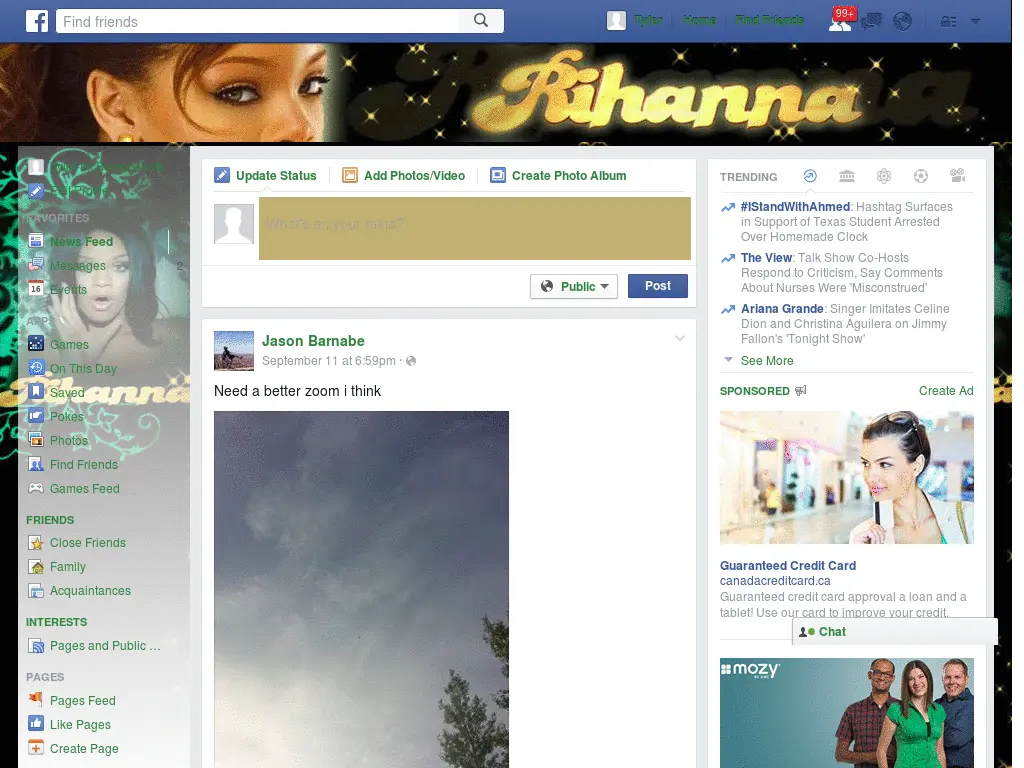 Find friends
Tyler
Home
Find Friends
99+
Rihanna
Update Status
Add Photos/Video
Create Photo Album
What's on your mind?
Public
Post
Jason Barnabe
September 11 at 6:59pm ·
Need a better zoom i think
FAVORITES
News Feed
Messages
2
16
Events
APPS
Games
On This Day
Saved
Rihanna
Pokes
Photos
Find Friends
Games Feed
FRIENDS
Close Friends
Family
Acquaintances
INTERESTS
Pages and Public …
PAGES
Pages Feed
Like Pages
Create Page
TRENDING
#IStandWithAhmed: Hashtag Surfaces
in Support of Texas Student Arrested
Over Homemade Clock
The View: Talk Show Co-Hosts
Respond to Criticism, Say Comments
About Nurses Were 'Misconstrued'
Ariana Grande: Singer Imitates Celine
Dion and Christina Aguilera on Jimmy
Fallon's 'Tonight Show'
See More
SPONSORED
Create Ad
Guaranteed Credit Card
canadacreditcard.ca
Guaranteed credit card approval a loan and a
tablet! Use our card to improve your credit.
Chat
mozy